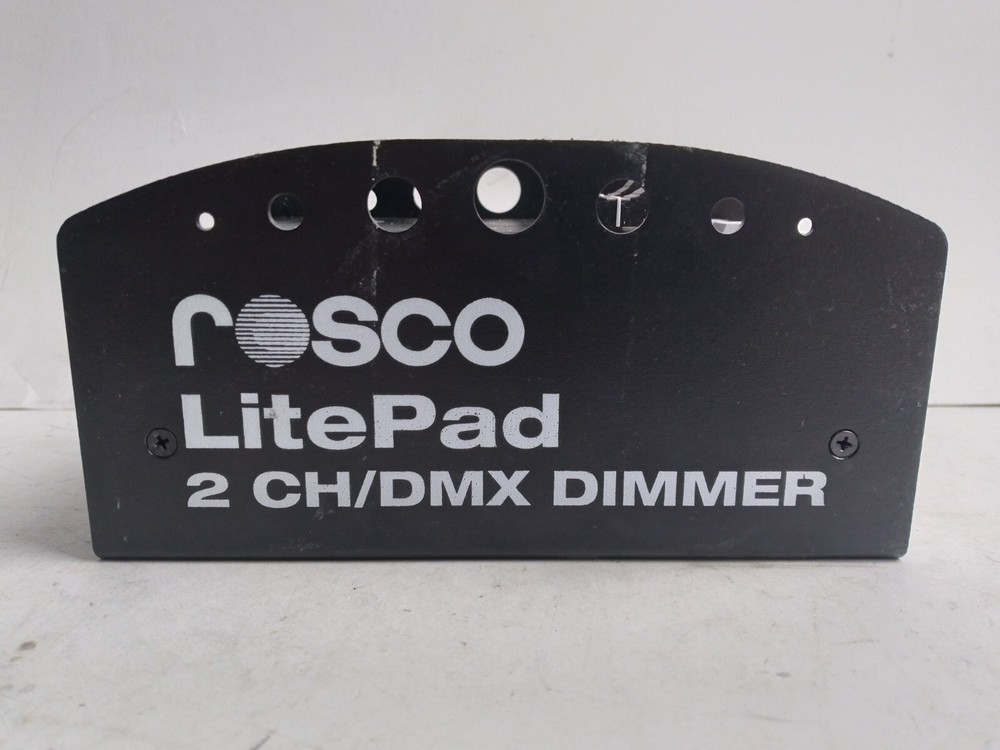 rosco
LitePad
2 CH/DMX DIMMER